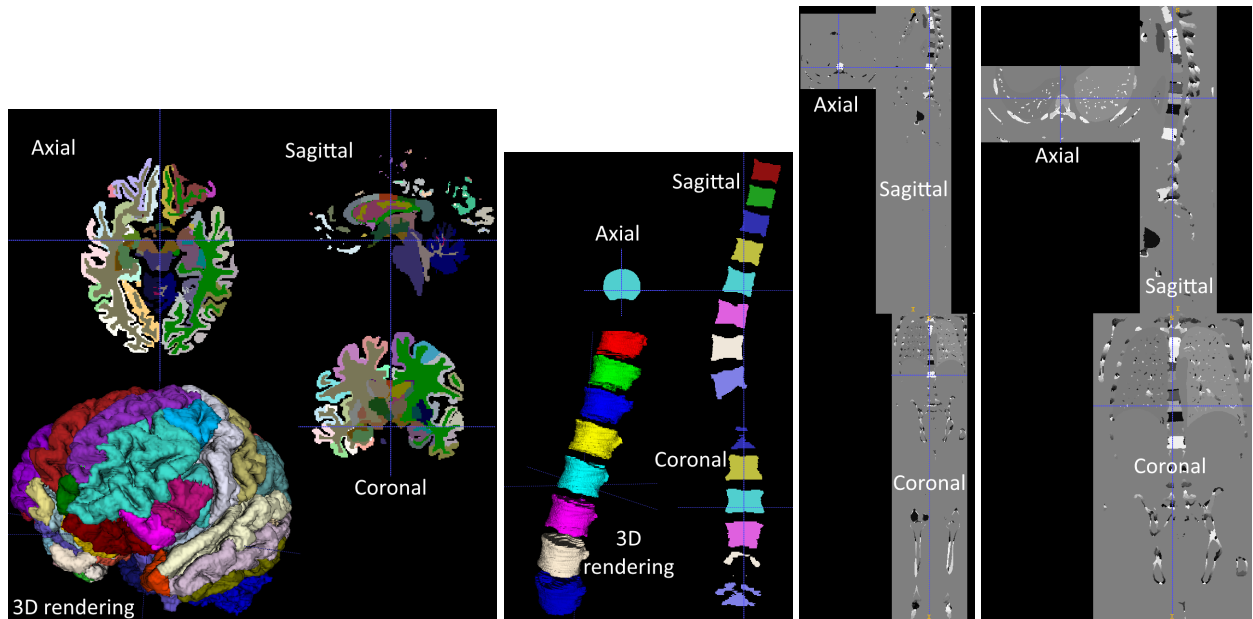 Axial
Sagittal
Coronal
3D rendering
Sagittal
Axial
Coronal
3D
rendering
Axial
Sagittal
Coronal
Axial
Sagittal
Coronal